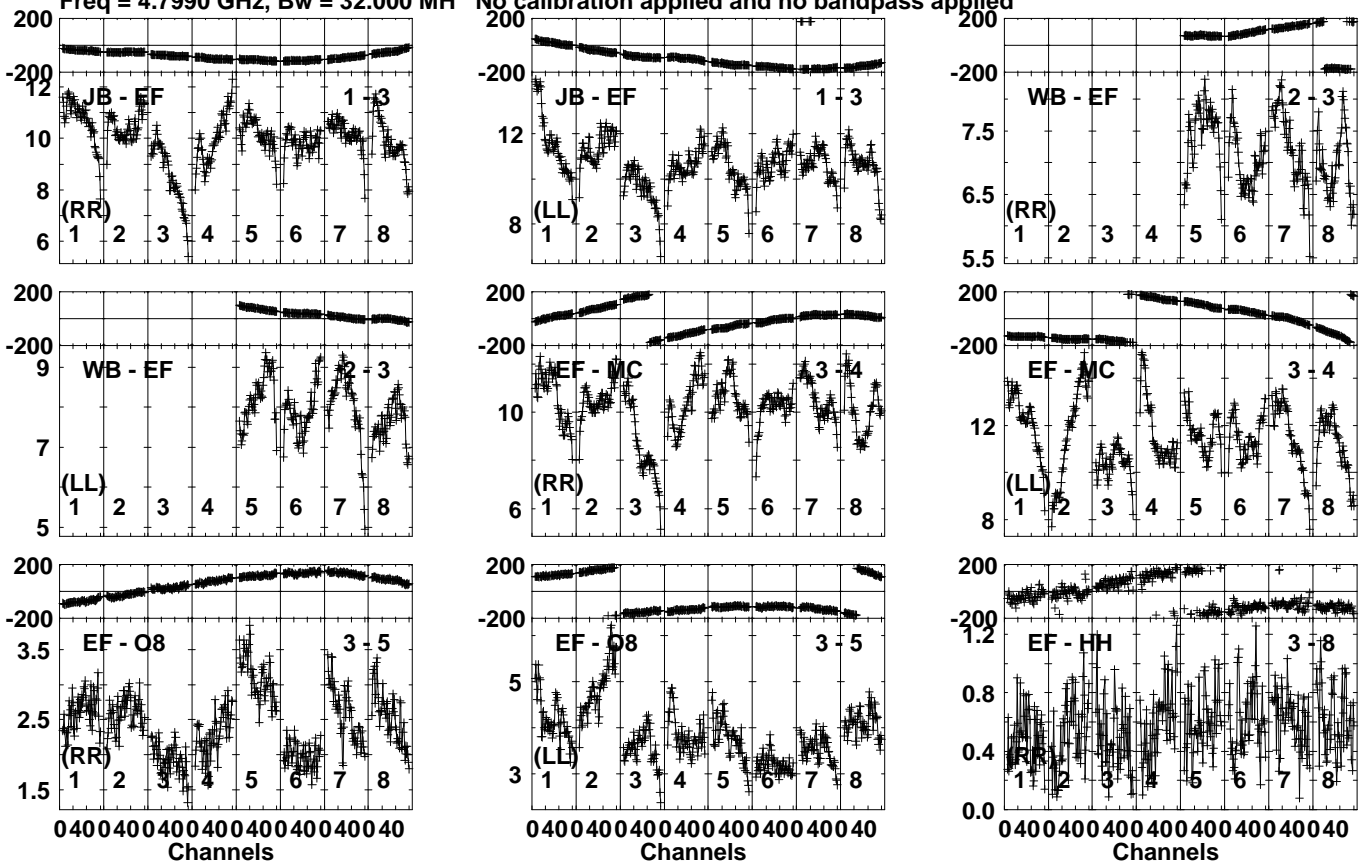 Freq = 4.7990 GHz, Bw = 32.000 MH No calibration applied and no bandpass applied
200
-200
12
10
8
6
JB - EF 1 - 3
(RR)
1 2 3 4 5 6 7 8
-200
12
8
JB - EF 1 - 3
(LL)
1 2 3 4 5 6 7 8
200
-200
7.5
6.5
5.5
WB - EF 2 - 3
(RR)
1 2 3 4 5 6 7 8
200
-200
9
7
5
WB - EF 2 - 3
(LL)
1 2 3 4 5 6 7 8
200
-200
10
6
EF - MC 3 - 4
(RR)
1 2 3 4 5 6 7 8
200
-200
12
8
EF - MC 3 - 4
(LL)
1 2 3 4 5 6 7 8
200
-200
3.5
2.5
1.5
EF - O8 3 - 5
(RR)
1 2 3 4 5 6 7 8
0 40 0 40 0 40 0 40 0 40 0 40 0 40 0 40
Channels
200
-200
5
3
EF - O8 3 - 5
(LL)
1 2 3 4 5 6 7 8
0 40 0 40 0 40 0 40 0 40 0 40 0 40 0 40
Channels
200
-200
1.2
0.8
0.4
0.0
EF - HH 3 - 8
(RR)
1 2 3 4 5 6 7 8
0 40 0 40 0 40 0 40 0 40 0 40 0 40 0 40
Channels